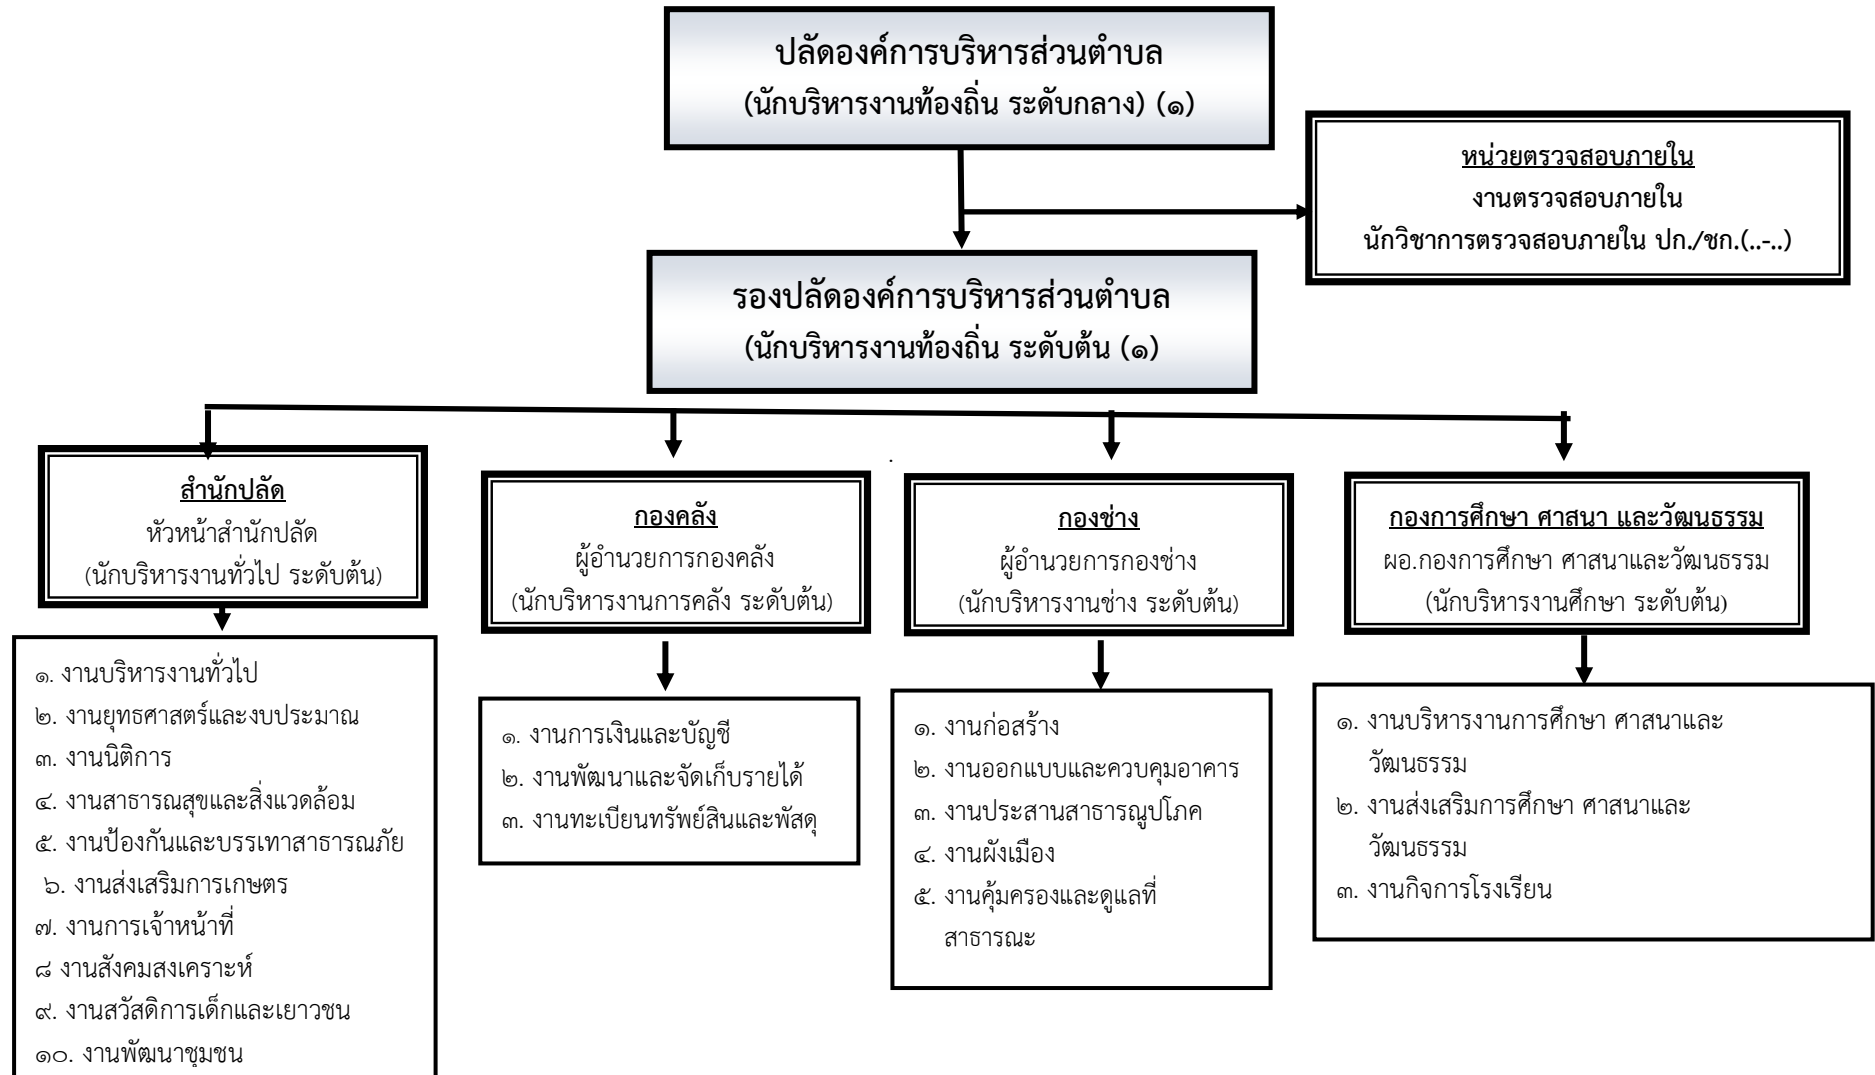 ปลัดองค์การบริหารส่วนตำบล
(นักบริหารงานท้องถิ่น ระดับกลาง) (๑)
หน่วยตรวจสอบภายใน
งานตรวจสอบภายใน
นักวิชาการตรวจสอบภายใน ปก./ชก.(..-..)
รองปลัดองค์การบริหารส่วนตำบล
(นักบริหารงานท้องถิ่น ระดับต้น (๑)
สำนักปลัด
หัวหน้าสำนักปลัด
(นักบริหารงานทั่วไป ระดับต้น)
กองคลัง
ผู้อำนวยการกองคลัง
(นักบริหารงานการคลัง ระดับต้น)
กองช่าง
ผู้อำนวยการกองช่าง
(นักบริหารงานช่าง ระดับต้น)
กองการศึกษา ศาสนา และวัฒนธรรม
ผอ.กองการศึกษา ศาสนาและวัฒนธรรม
(นักบริหารงานศึกษา ระดับต้น)
๑. งานบริหารงานทั่วไป
๒. งานยุทธศาสตร์และงบประมาณ
๓. งานนิติการ
๔. งานสาธารณสุขและสิ่งแวดล้อม
๕. งานป้องกันและบรรเทาสาธารณภัย
๖. งานส่งเสริมการเกษตร
๗. งานการเจ้าหน้าที่
๘ งานสังคมสงเคราะห์
๙. งานสวัสดิการเด็กและเยาวชน
๑๐. งานพัฒนาชุมชน
๑. งานการเงินและบัญชี
๒. งานพัฒนาและจัดเก็บรายได้
๓. งานทะเบียนทรัพย์สินและพัสดุ
๑. งานก่อสร้าง
๒. งานออกแบบและควบคุมอาคาร
๓. งานประสานสาธารณูปโภค
๔. งานผังเมือง
๕. งานคุ้มครองและดูแลที่
สาธารณะ
๑. งานบริหารงานการศึกษา ศาสนาและ
วัฒนธรรม
๒. งานส่งเสริมการศึกษา ศาสนาและ
วัฒนธรรม
๓. งานกิจการโรงเรียน